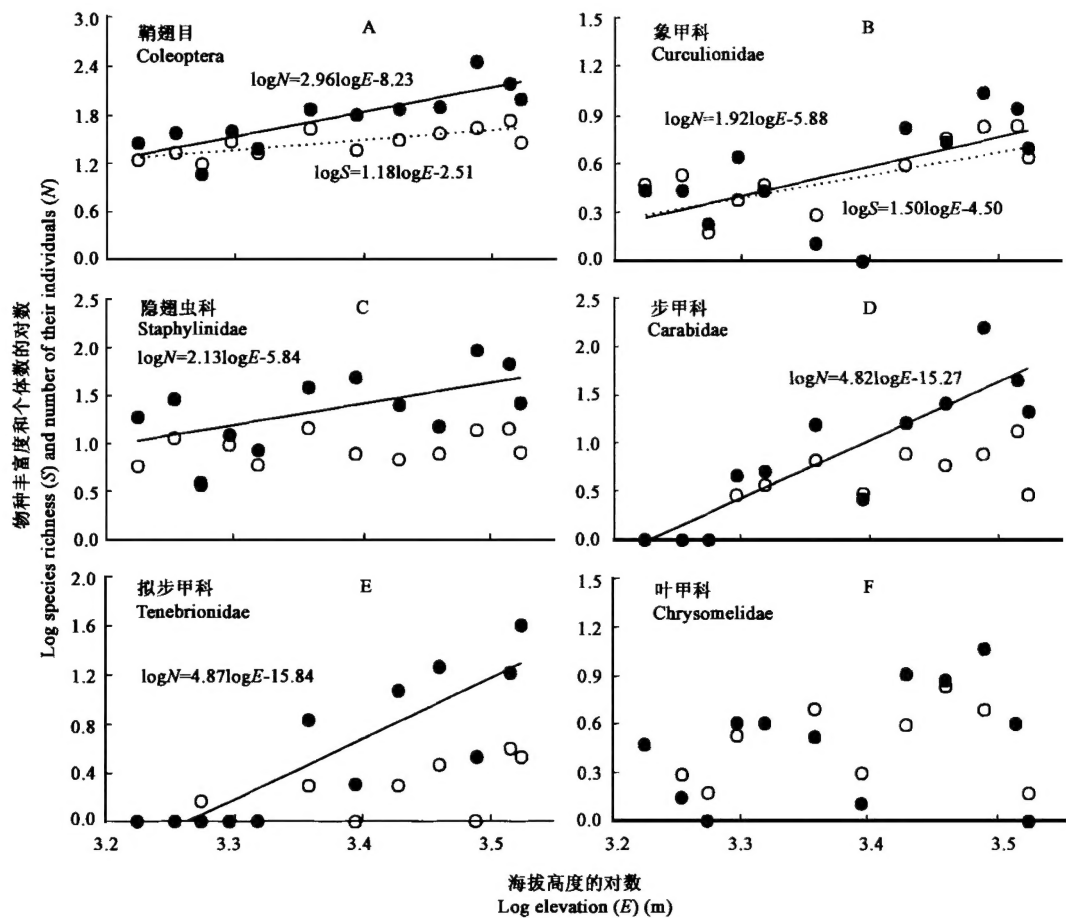 鞘翅目
Coleoptera
A
logN=2.96logE-8.23
logS=1.18logE-2.51
3.0
2.4
1.8
1.2
0.6
0.0
象甲科
Curculionidae
B
logN=1.92logE-5.88
logS=1.50logE-4.50
1.5
1.2
0.9
0.6
0.3
0.0
隐翅虫科
Staphylinidae
C
logN=2.13logE-5.84
2.5
2.0
1.5
1.0
0.5
0.0
步甲科
Carabidae
D
logN=4.82logE-15.27
2.5
2.0
1.5
1.0
0.5
0.0
拟步甲科
Tenebrionidae
E
logN=4.87logE-15.84
2.0
1.6
1.2
0.8
0.4
0.0
3.2 3.3 3.4 3.5
叶甲科
Chrysomelidae
F
1.5
1.2
0.9
0.6
0.3
0.0
3.2 3.3 3.4 3.5
物种丰富度和个体数的对数
Log species richness (S) and number of their individuals (N)
海拔高度的对数
Log elevation (E) (m)